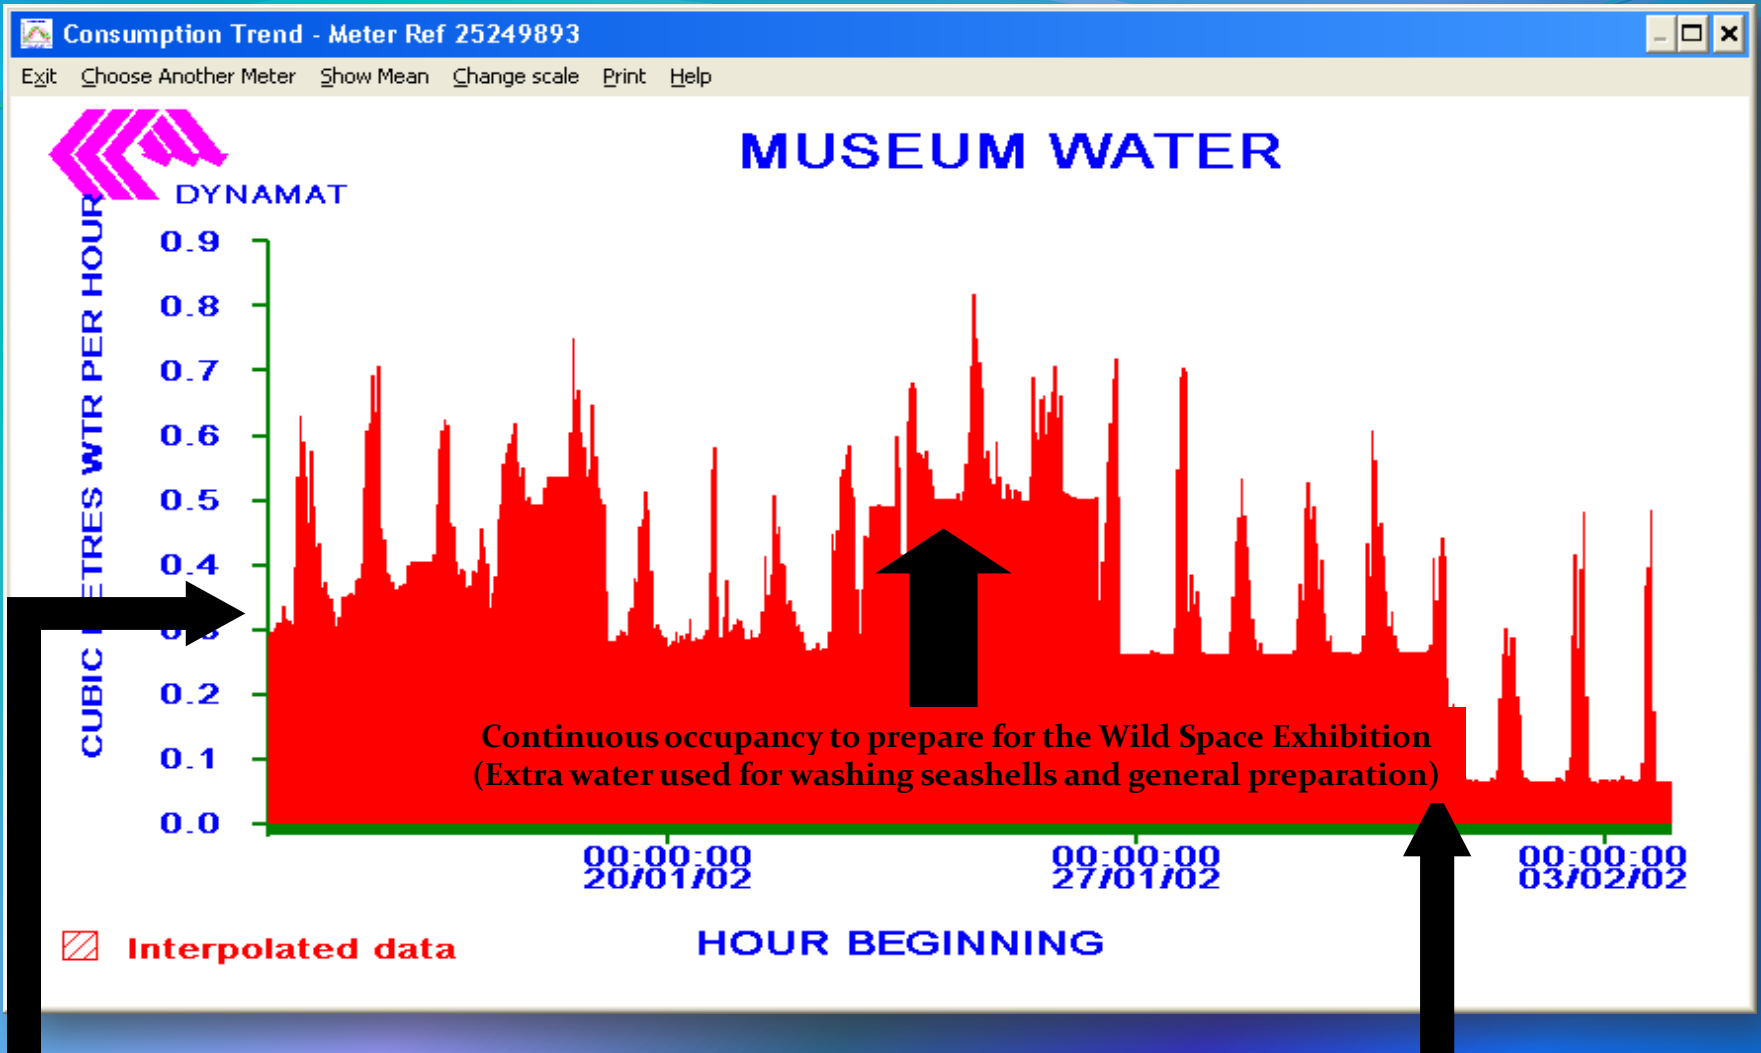 Consumption Trend - Meter Ref 25249893
Exit Choose Another Meter Show Mean Change scale Print Help
MUSEUM WATER
DYNAMAT
CUBIC METRES WTR PER HOUR
0.9
0.8
0.7
0.6
0.5
0.4
0.3
0.2
0.1
0.0
Continuous occupancy to prepare for the Wild Space Exhibition
(Extra water used for washing seashells and general preparation)
00:00:00 00:00:00 00:00:00
20/01/02 27/01/02 03/02/02
Interpolated data
HOUR BEGINNING